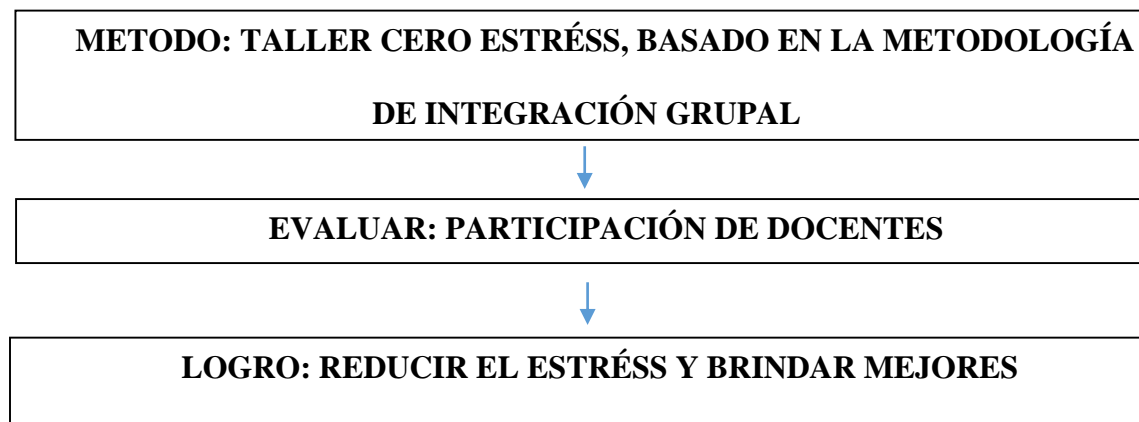 METODO: TALLER CERO ESTRÉSS, BASADO EN LA METODOLOGÍA
DE INTEGRACIÓN GRUPAL
EVALUAR: PARTICIPACIÓN DE DOCENTES
LOGRO: REDUCIR EL ESTRÉSS Y BRINDAR MEJORES